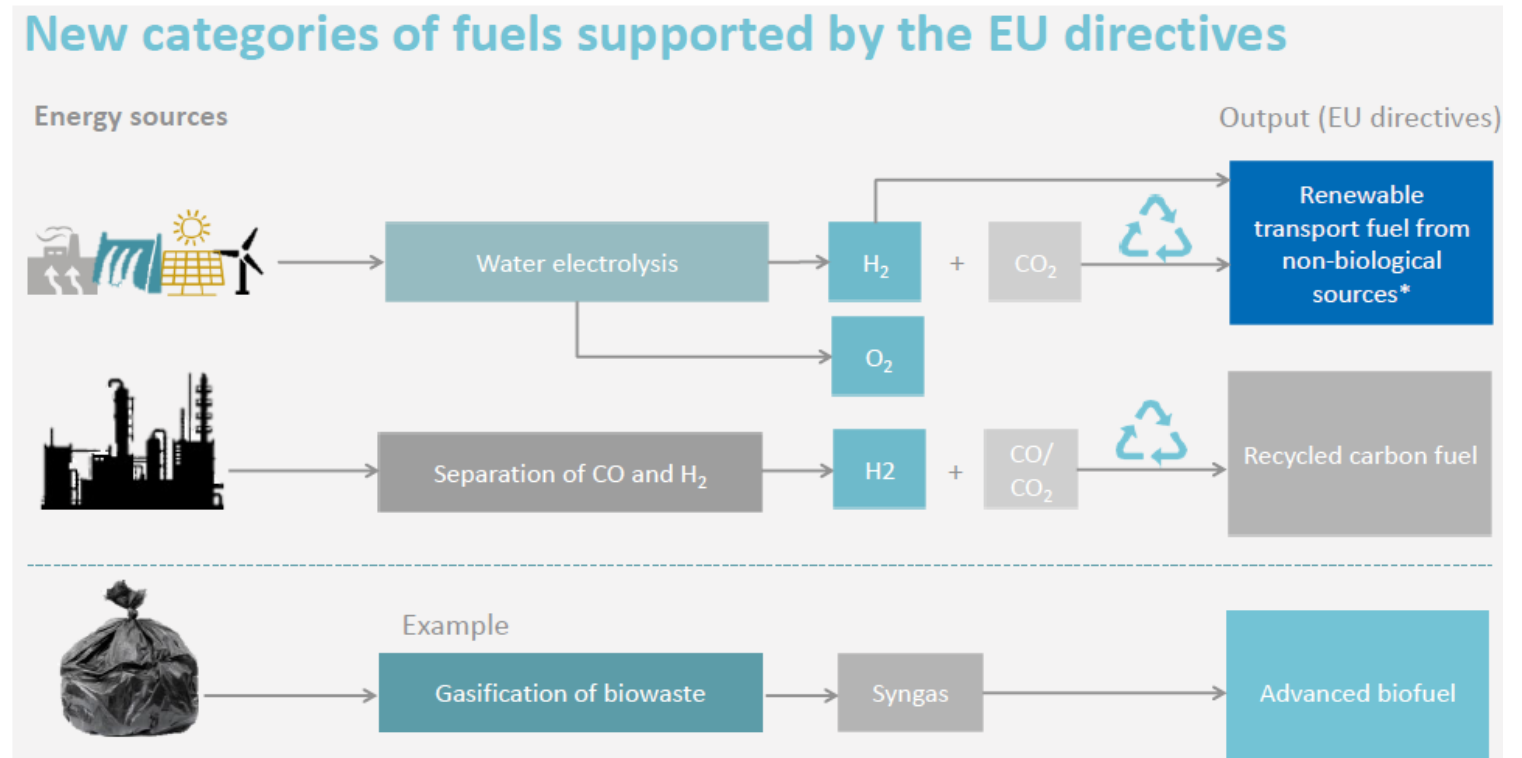 New categories of fuels supported by the EU directives
Energy sources
Output (EU directives)
Water electrolysis
H₂
+
CO₂
Renewable
transport fuel from
non-biological
sources*
O₂
Separation of CO and H₂
H2
+
CO/
CO₂
Recycled carbon fuel
Example
Gasification of biowaste
Syngas
Advanced biofuel